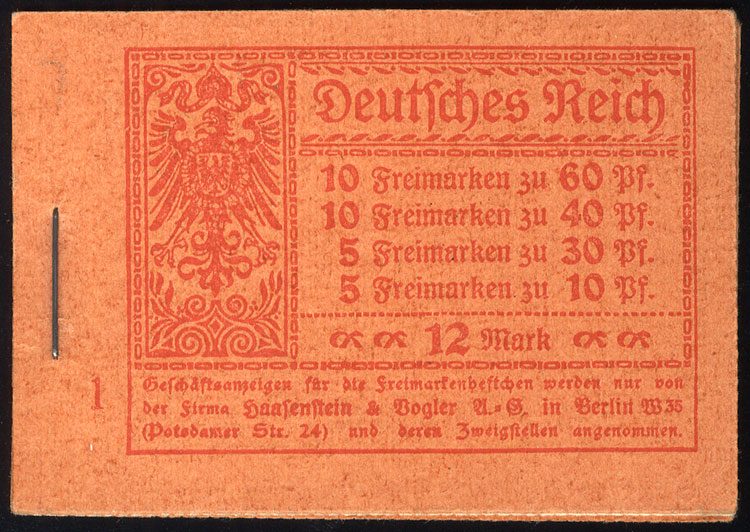 Deutsches Reich
10 Freimarken zu 60 Pf.
10 Freimarken zu 40 Pf.
5 Freimarken zu 30 Pf.
5 Freimarken zu 10 Pf.
12 Mark
1
Geschäftsanzeigen für die Freimarkenheftchen werden nur von
der Firma Haasenstein & Vogler A.=G. in Berlin W 35
(Potsdamer Str. 24) und deren Zweigstellen angenommen.